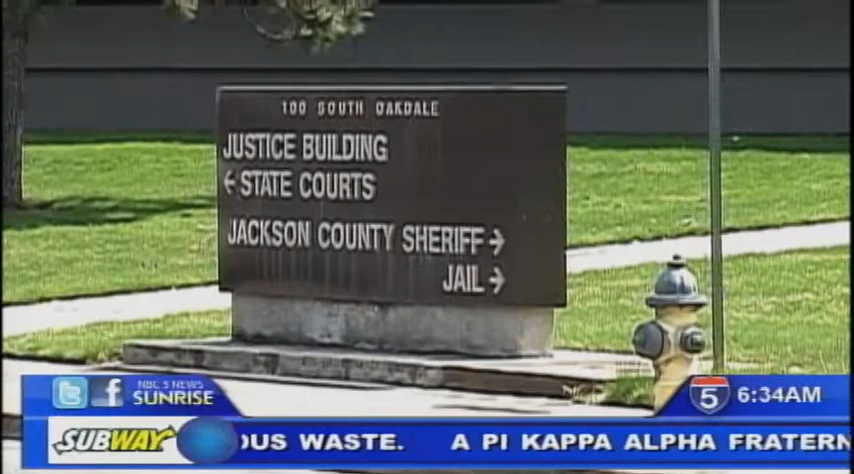 100 SOUTH OAKDALE
JUSTICE BUILDING
← STATE COURTS
JACKSON COUNTY SHERIFF →
JAIL →
NBC 5 NEWS
SUNRISE
5
6:34AM
SUBWAY
OUS WASTE. A PI KAPPA ALPHA FRATERN